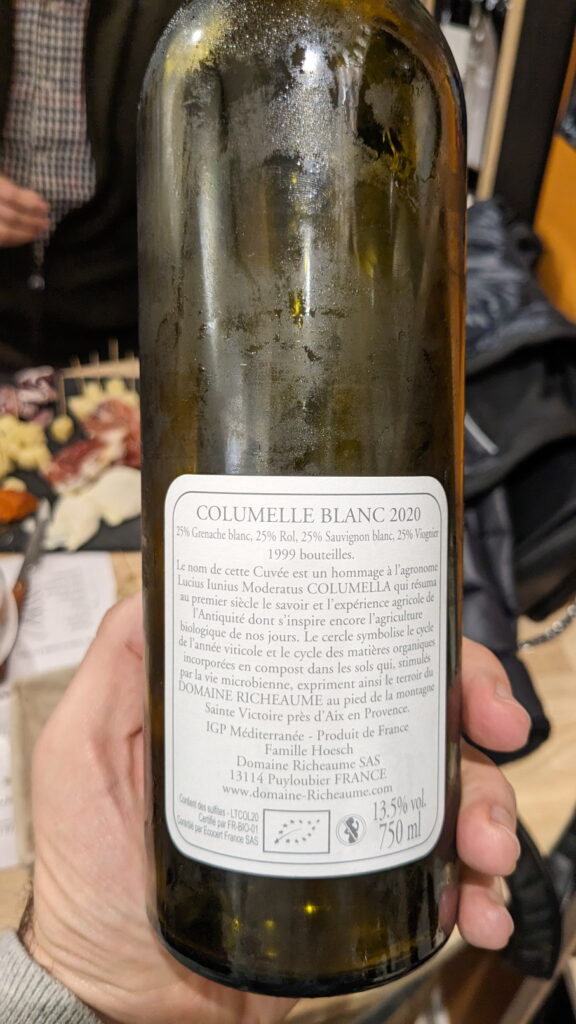 COLUMELLE BLANC 2020
25% Grenache blanc, 25% Rol, 25% Sauvignon blanc, 25% Viognier
1999 bouteilles.
Le nom de cette Cuvée est un hommage à l'agronome
Lucius Iunius Moderatus COLUMELLA qui résuma
au premier siècle le savoir et l'expérience agricole de
l'Antiquité dont s'inspire encore l'agriculture
biologique de nos jours. Le cercle symbolise le cycle
de l'année viticole et le cycle des matières organiques
incorporées en compost dans les sols qui, stimulés
par la vie microbienne, expriment ainsi le terroir du
DOMAINE RICHEAUME au pied de la montagne
Sainte Victoire près d'Aix en Provence.
IGP Méditerranée - Produit de France
Famille Hoesch
Domaine Richeaume SAS
13114 Puyloubier FRANCE
www.domaine-Richeaume.com
Contient des sulfites - LTCOL20
Certifié par FR-BIO-01
Garantie par Ecocert France SAS
13.5% vol.
750 ml